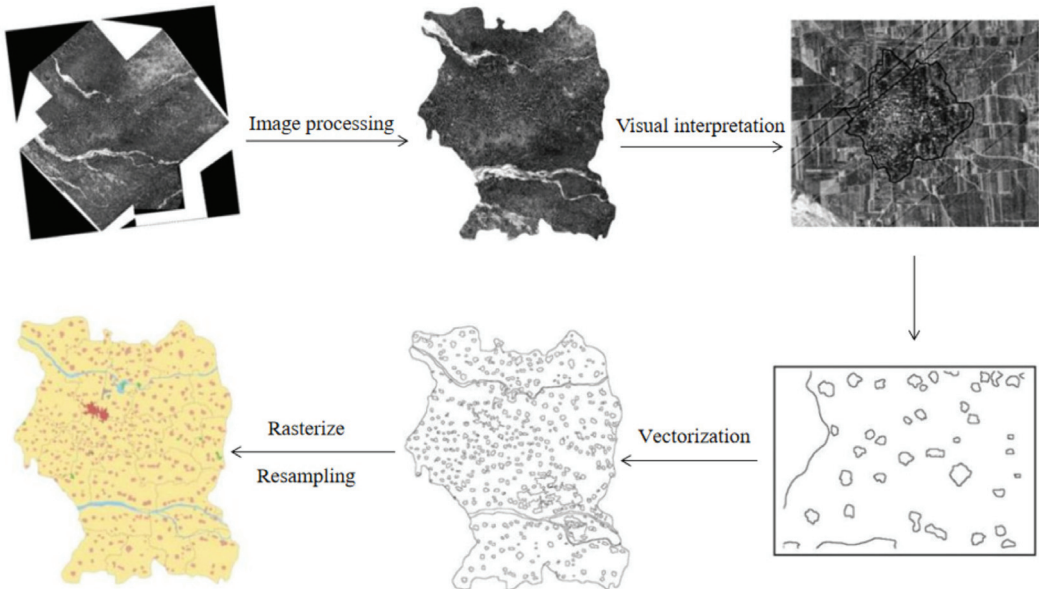 Image processing
Visual interpretation
Vectorization
Rasterize
Resampling